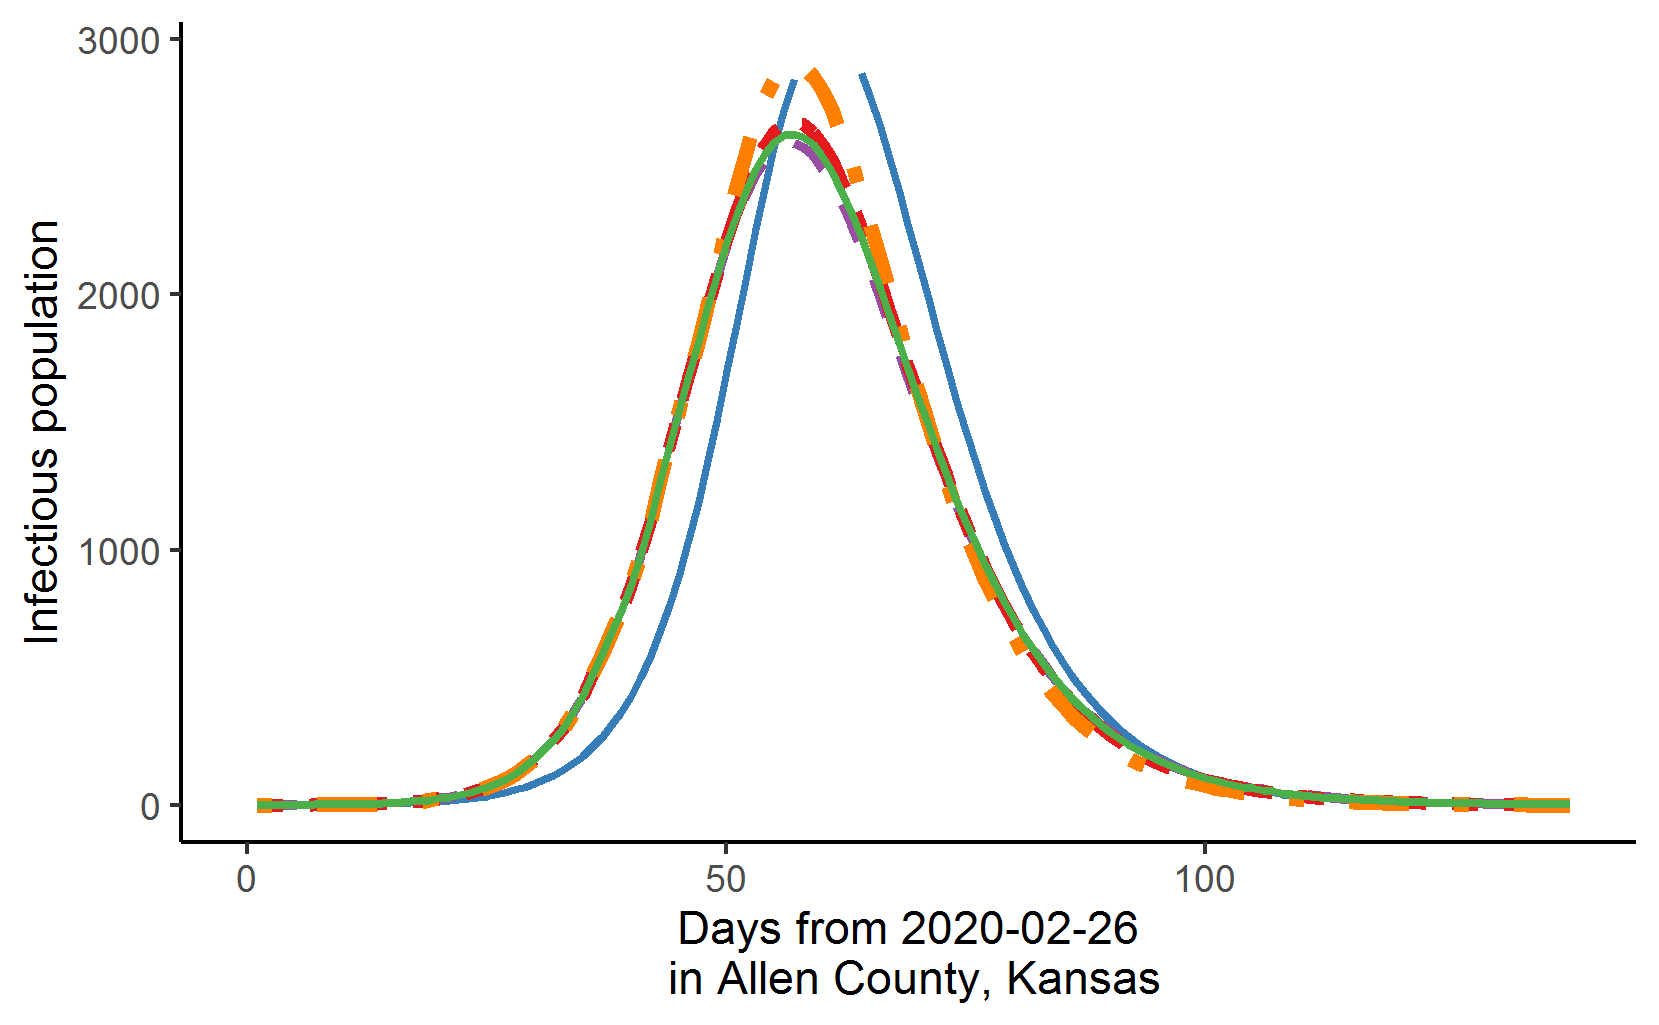 3000
2000
1000
0
Infectious population
0 50 100
Days from 2020-02-26
in Allen County, Kansas